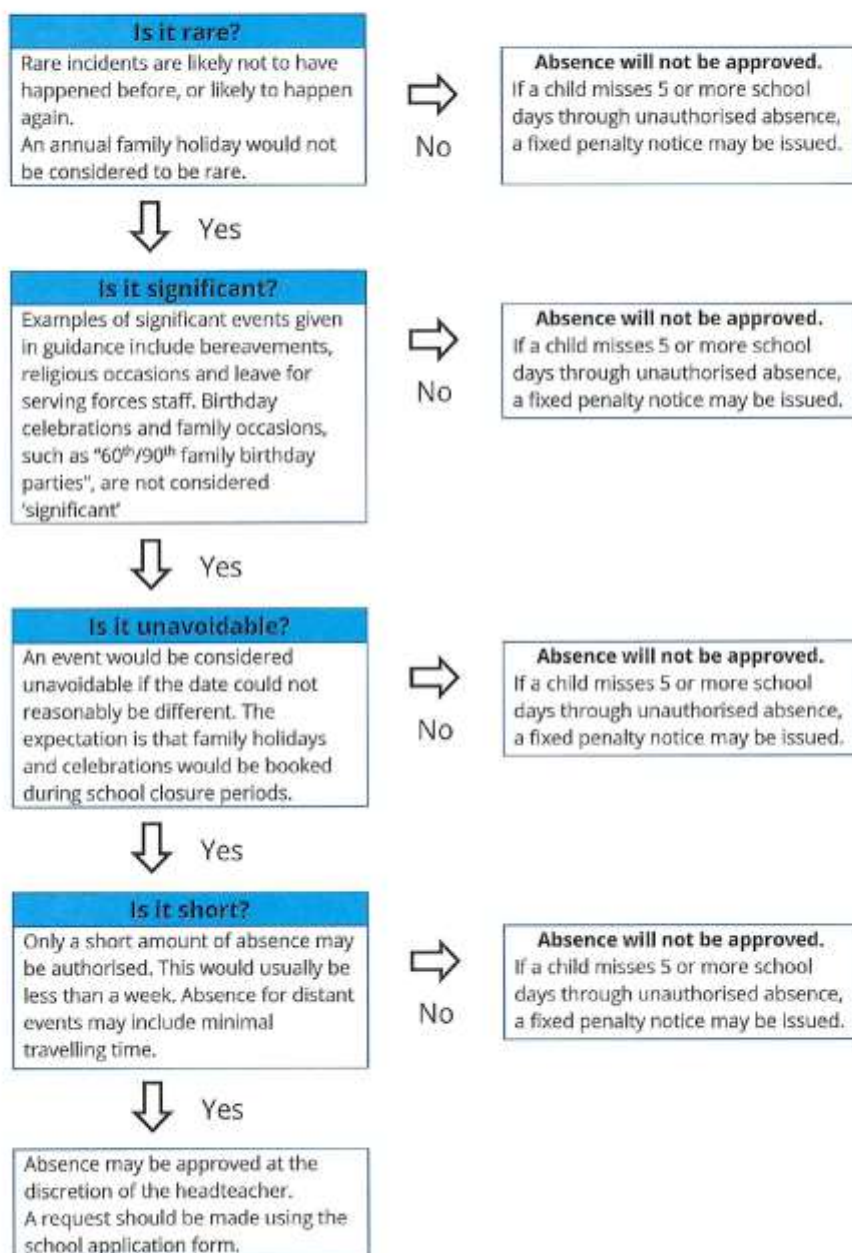 Is it rare?
Rare incidents are likely not to have
happened before, or likely to happen
again.
An annual family holiday would not
be considered to be rare.
No
Absence will not be approved.
If a child misses 5 or more school
days through unauthorised absence,
a fixed penalty notice may be issued.
Yes
Is it significant?
Examples of significant events given
in guidance include bereavements,
religious occasions and leave for
serving forces staff. Birthday
celebrations and family occasions,
such as "60th/90th family birthday
parties", are not considered
'significant'
No
Absence will not be approved.
If a child misses 5 or more school
days through unauthorised absence,
a fixed penalty notice may be issued.
Yes
Is it unavoidable?
An event would be considered
unavoidable if the date could not
reasonably be different. The
expectation is that family holidays
and celebrations would be booked
during school closure periods.
No
Absence will not be approved.
If a child misses 5 or more school
days through unauthorised absence,
a fixed penalty notice may be issued.
Yes
Is it short?
Only a short amount of absence may
be authorised. This would usually be
less than a week. Absence for distant
events may include minimal
travelling time.
No
Absence will not be approved.
If a child misses 5 or more school
days through unauthorised absence,
a fixed penalty notice may be issued.
Yes
Absence may be approved at the
discretion of the headteacher.
A request should be made using the
school application form.